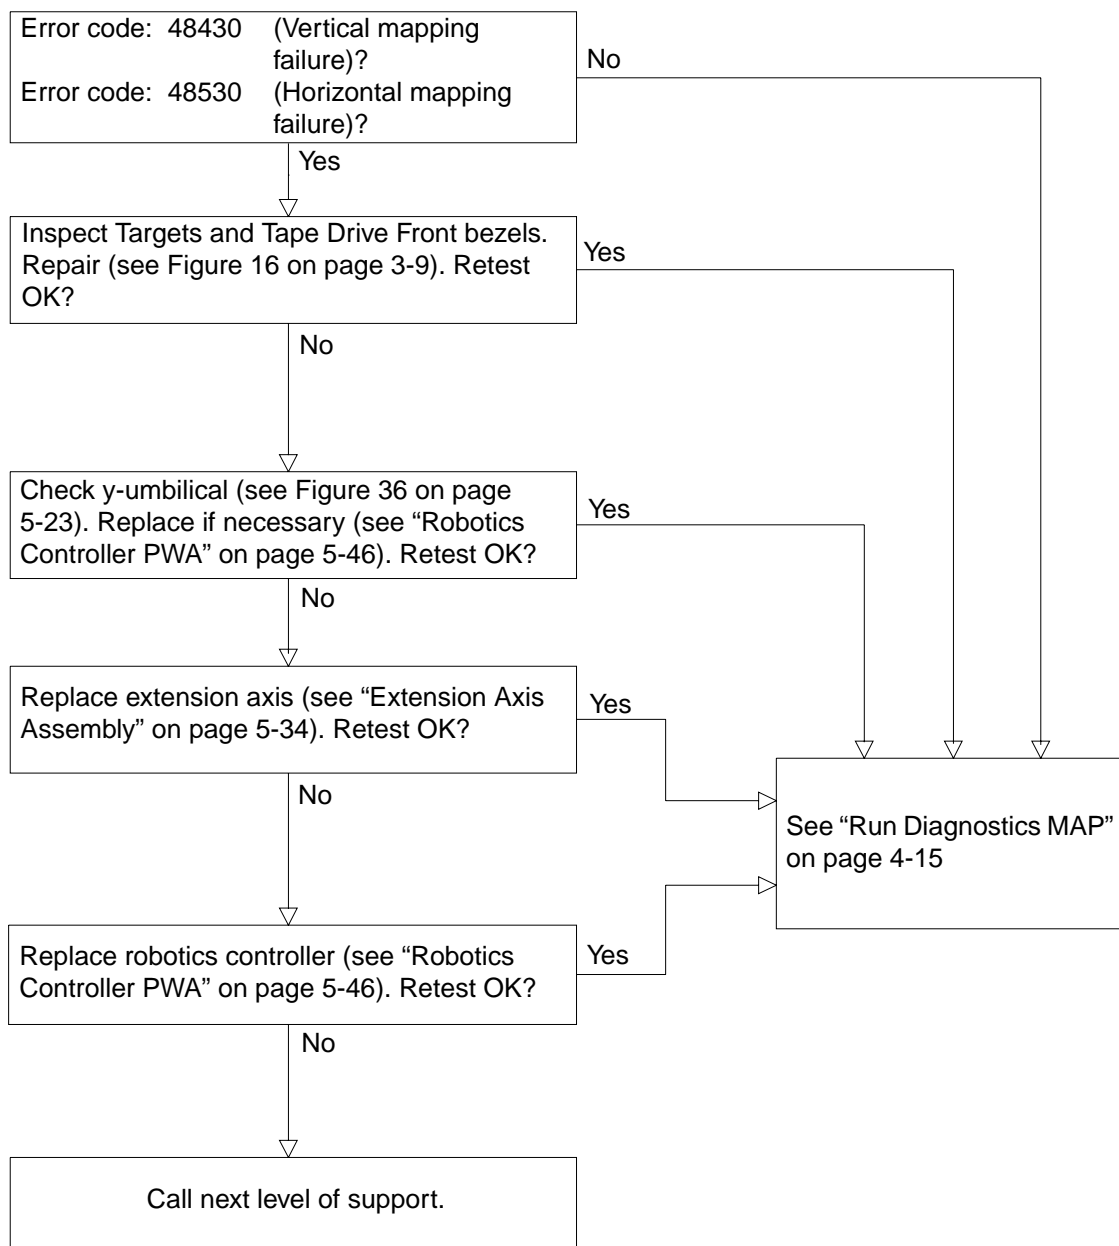 Error code: 48430 (Vertical mapping
failure)?
Error code: 48530 (Horizontal mapping
failure)?
No
Yes
Inspect Targets and Tape Drive Front bezels.
Repair (see Figure 16 on page 3-9). Retest
OK?
Yes
No
Check y-umbilical (see Figure 36 on page
5-23). Replace if necessary (see “Robotics
Controller PWA” on page 5-46). Retest OK?
Yes
No
Replace extension axis (see “Extension Axis
Assembly” on page 5-34). Retest OK?
Yes
No
See “Run Diagnostics MAP”
on page 4-15
Replace robotics controller (see “Robotics
Controller PWA” on page 5-46). Retest OK?
Yes
No
Call next level of support.